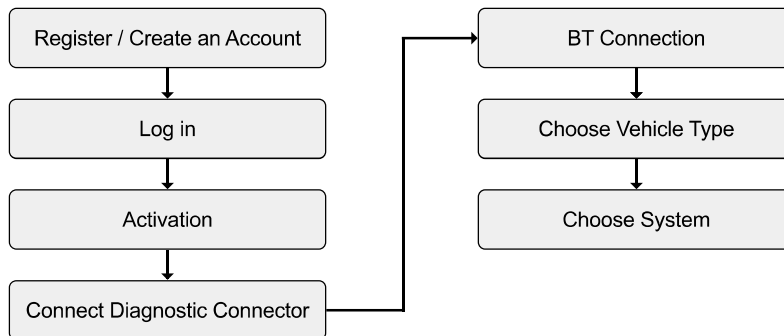 Register / Create an Account
Log in
Activation
Connect Diagnostic Connector
BT Connection
Choose Vehicle Type
Choose System